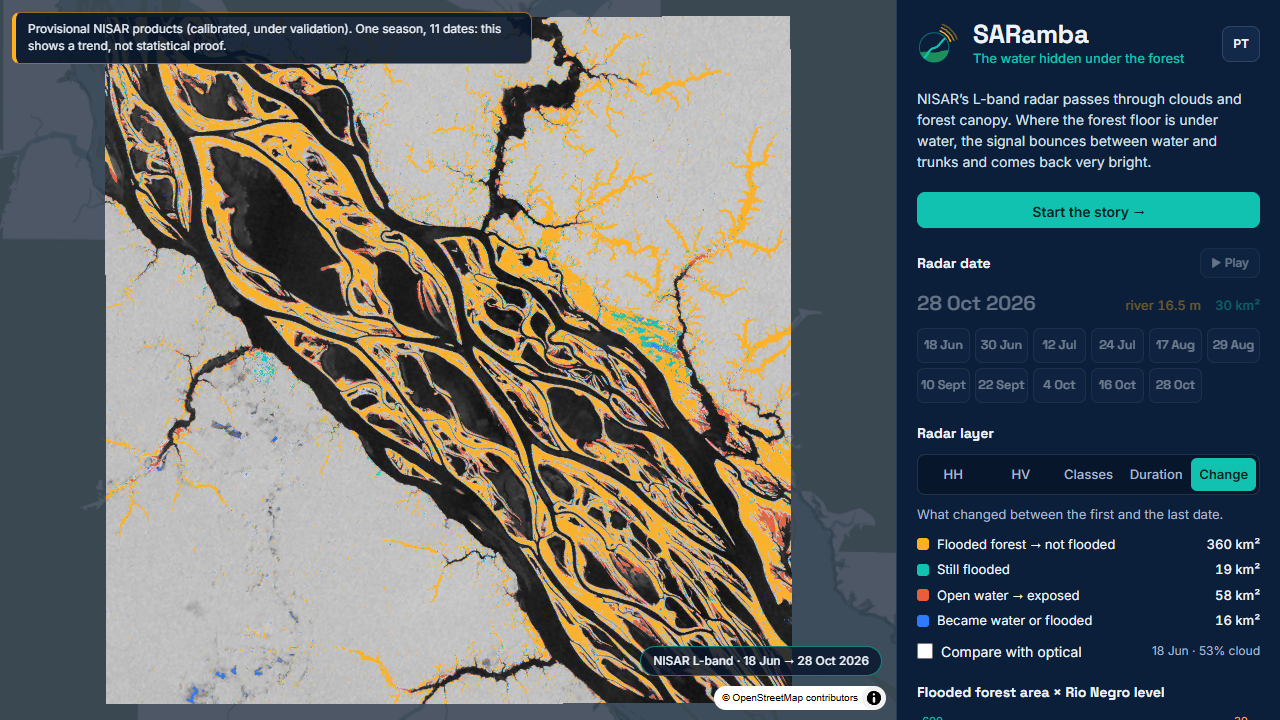 Provisional NISAR products (calibrated, under validation). One season, 11 dates: this
shows a trend, not statistical proof.
SARamba
The water hidden under the forest
PT
NISAR's L-band radar passes through clouds and
forest canopy. Where the forest floor is under
water, the signal bounces between water and
trunks and comes back very bright.
Start the story →
Radar date
▶ Play
28 Oct 2026 river 16.5 m 30 km²
18 Jun 30 Jun 12 Jul 24 Jul 17 Aug 29 Aug
10 Sept 22 Sept 4 Oct 16 Oct 28 Oct
Radar layer
HH HV Classes Duration Change
What changed between the first and the last date.
Flooded forest → not flooded 360 km²
Still flooded 19 km²
Open water → exposed 58 km²
Became water or flooded 16 km²
Compare with optical 18 Jun · 53% cloud
NISAR L-band · 18 Jun → 28 Oct 2026
© OpenStreetMap contributors
Flooded forest area × Rio Negro level